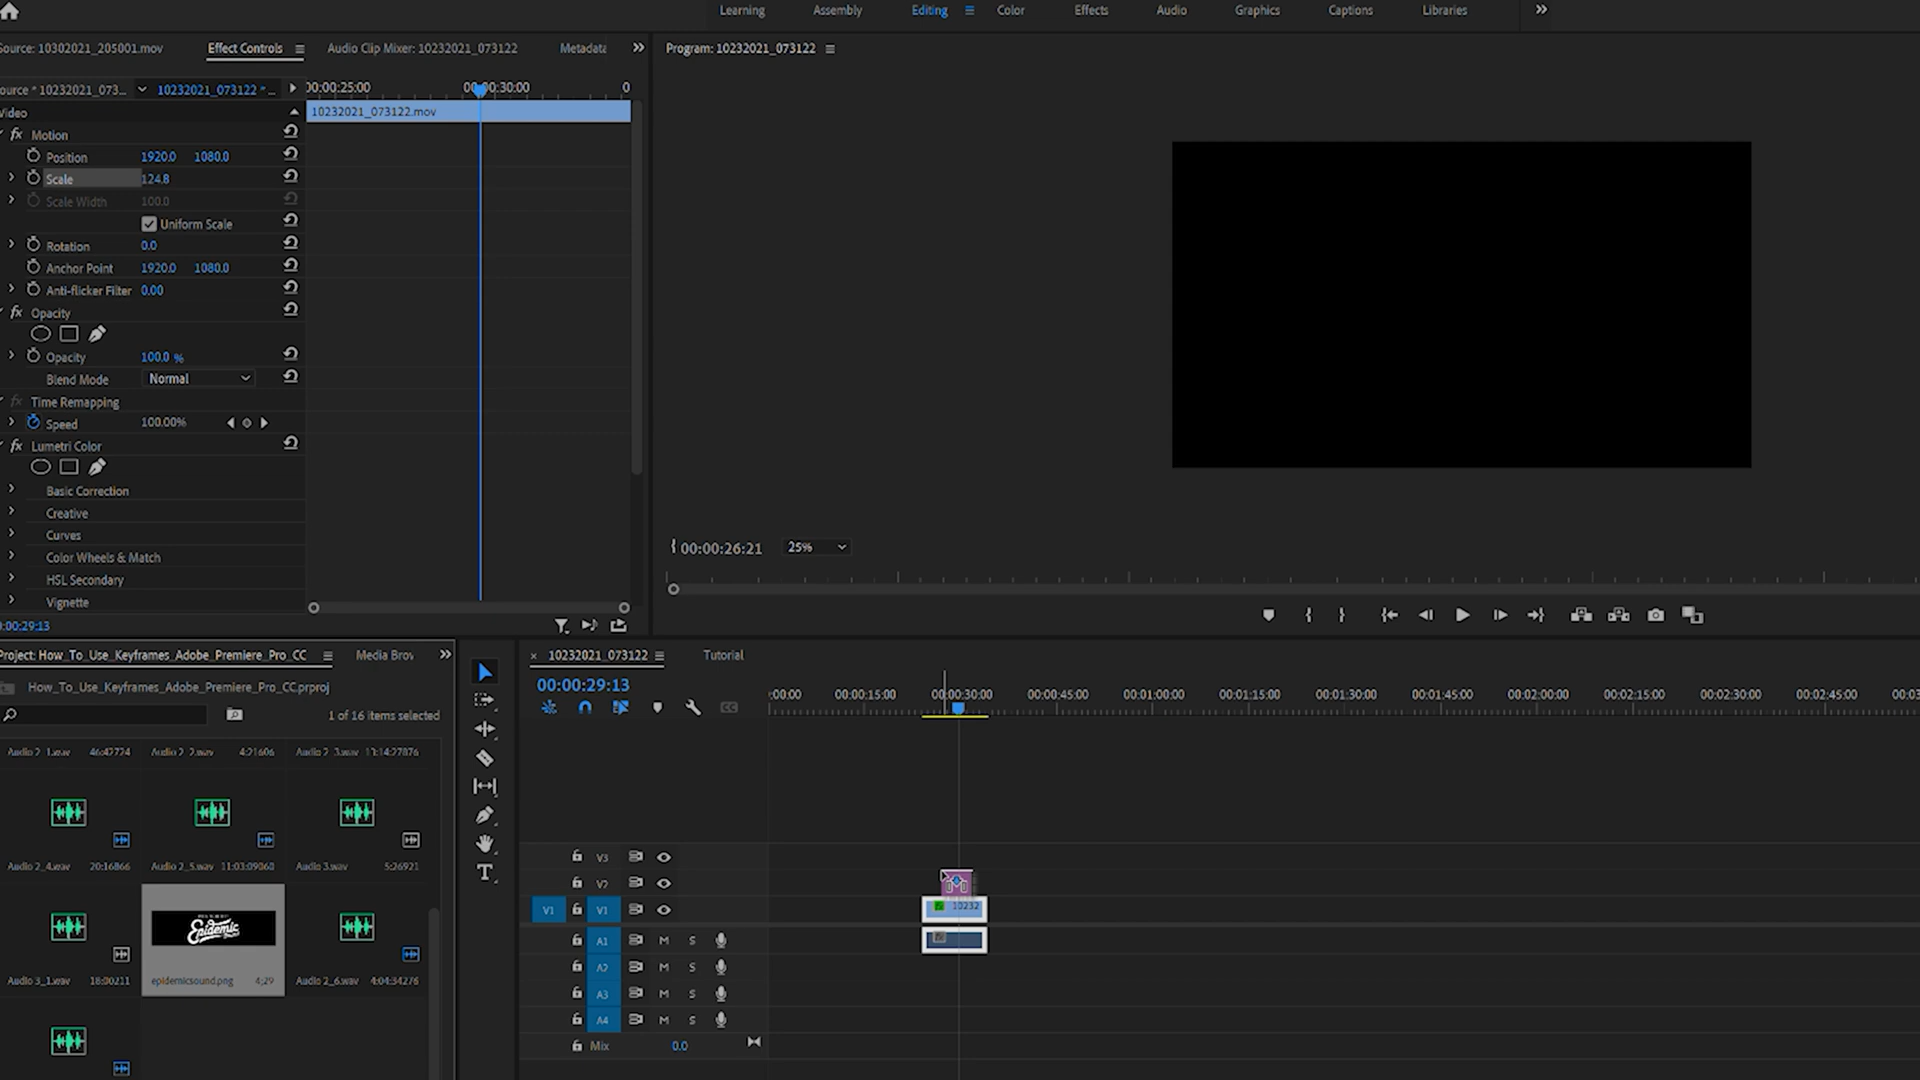 Learning Assembly Editing Color Effects Audio Graphics Captions Libraries
Source: 10302021_205001.mov Effect Controls Audio Clip Mixer: 10232021_073122 Metadata
Program: 10232021_073122
ource * 10232021_073... 10232021_073122 *... 00:00:25:00 00:00:30:00 0
Video
10232021_073122.mov
fx Motion
Position 1920.0 1080.0
Scale 124.8
Scale Width 100.0
Uniform Scale
Rotation 0.0
Anchor Point 1920.0 1080.0
Anti-flicker Filter 0.00
fx Opacity
Opacity 100.0 %
Blend Mode Normal
fx Time Remapping
Speed 100.00%
fx Lumetri Color
Basic Correction
Creative
Curves
Color Wheels & Match
HSL Secondary
Vignette
0:00:29:13
00:00:26:21 25%
Project: How_To_Use_Keyframes_Adobe_Premiere_Pro_CC Media Brov
How_To_Use_Keyframes_Adobe_Premiere_Pro_CC.prproj
1 of 16 items selected
Audio 2_1.wav 46:42724 Audio 2_2.wav 4:21606 Audio 2_3.wav 13:14:27876
Audio 2_4.wav 20:16866 Audio 2_5.wav 11:03:09060 Audio 3.wav 5:26921
Epidemic
Audio 3_1.wav 18:00211 epidemicsound.png 4;29 Audio 2_6.wav 4:04:34276
10232021_073122 Tutorial
00:00:29:13
:00:00 00:00:15:00 00:00:30:00 00:00:45:00 00:01:00:00 00:01:15:00 00:01:30:00 00:01:45:00 00:02:00:00 00:02:15:00 00:02:30:00 00:02:45:00 00:03
V3
V2
V1 V1 10232
A1 M S
A2 M S
A3 M S
A4 M S
Mix 0.0